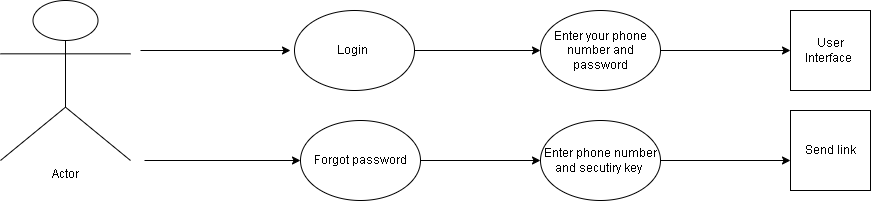 Login
Enter your phone
number and
password
User
Interface
Forgot password
Enter phone number
and secutiry key
Send link
Actor